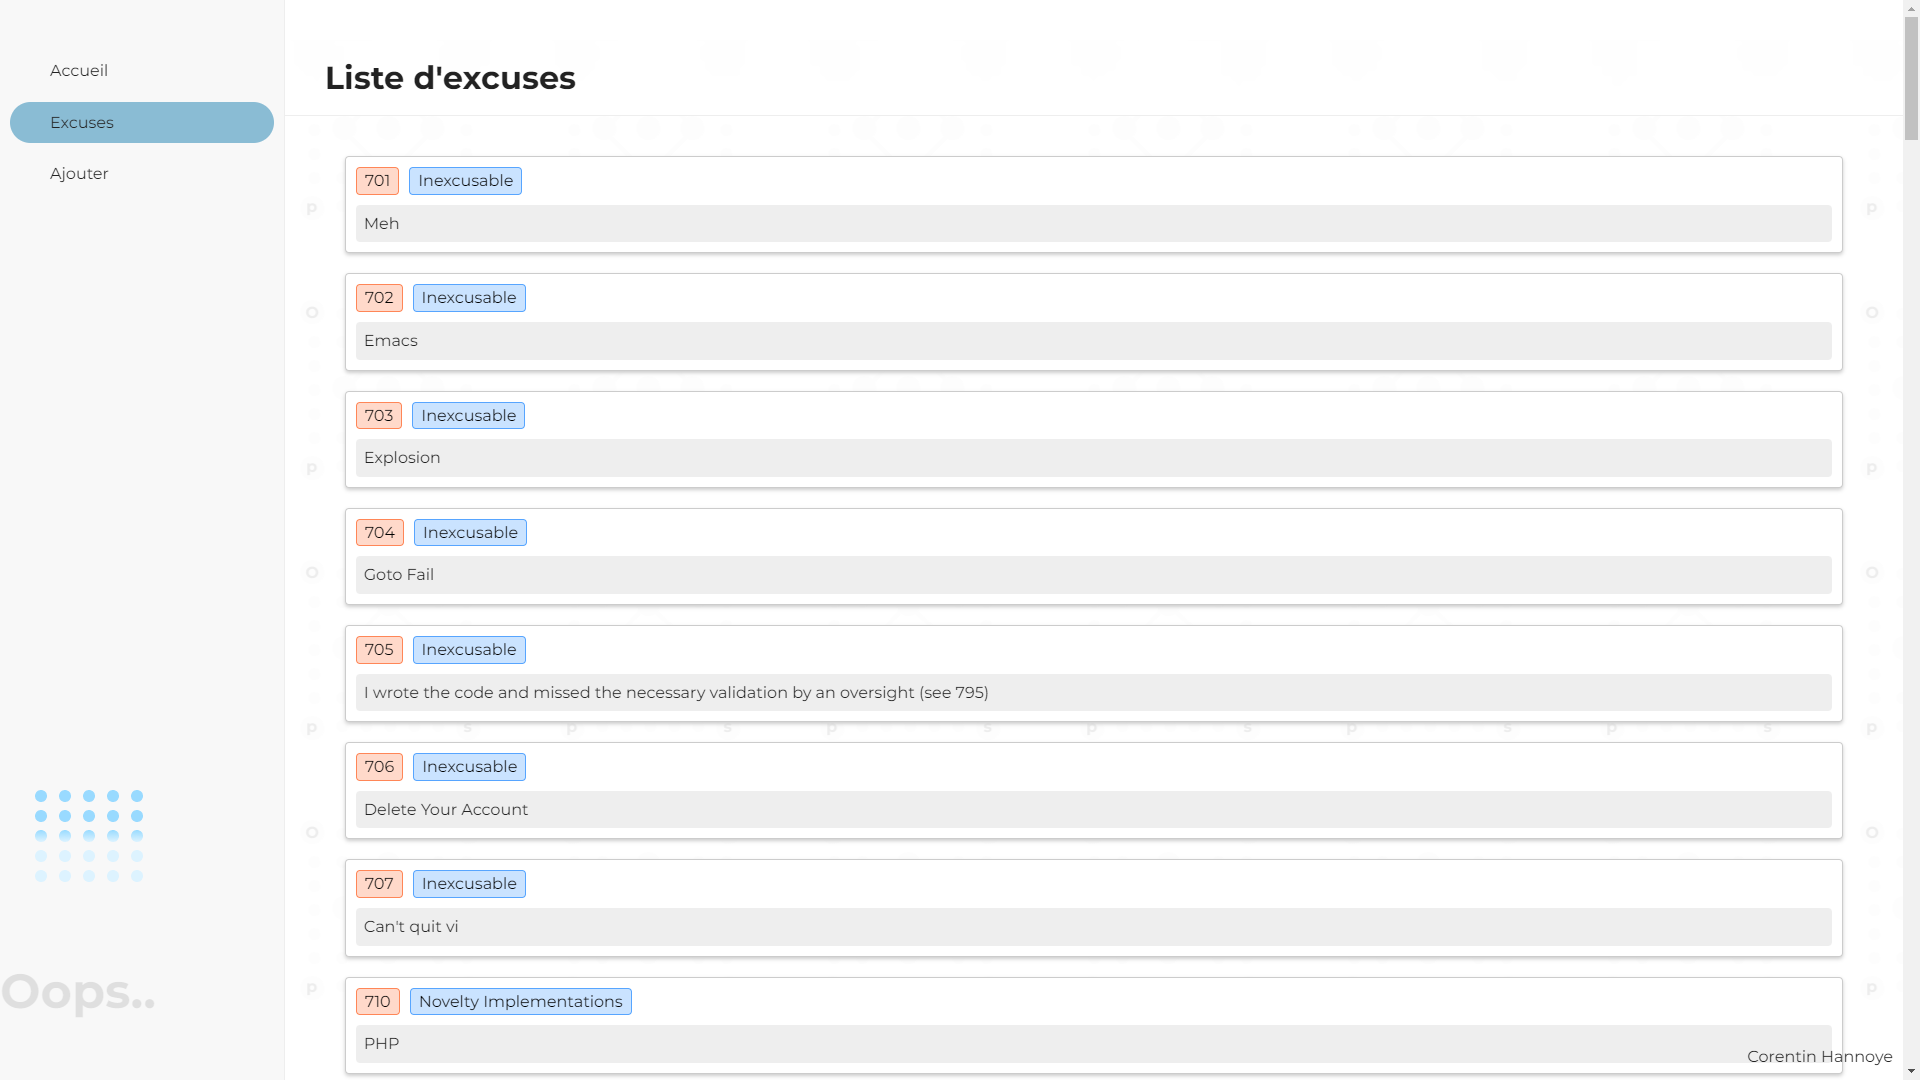 Accueil
Excuses
Ajouter
Oops..
Liste d'excuses
701 Inexcusable
Meh
702 Inexcusable
Emacs
703 Inexcusable
Explosion
704 Inexcusable
Goto Fail
705 Inexcusable
I wrote the code and missed the necessary validation by an oversight (see 795)
706 Inexcusable
Delete Your Account
707 Inexcusable
Can't quit vi
710 Novelty Implementations
PHP
Corentin Hannoye